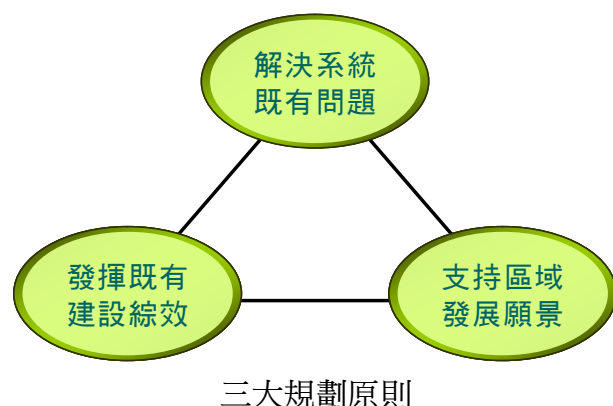 解決系統
既有問題
發揮既有
建設綜效
支持區域
發展願景
三大規劃原則